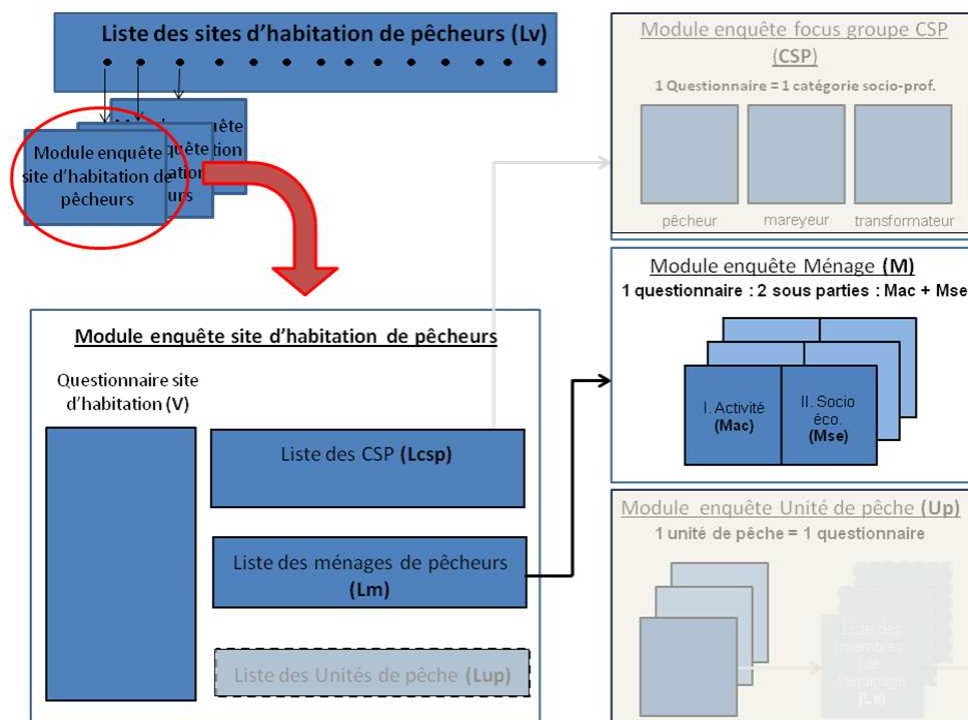 Liste des sites d'habitation de pêcheurs (Lv)
Module enquête
site d'habitation de
pêcheurs
Module enquête site d'habitation de pêcheurs
Questionnaire site
d'habitation (V)
Liste des CSP (Lcsp)
Liste des ménages de pêcheurs
(Lm)
Liste des Unités de pêche (Lup)
Module enquête focus groupe CSP
(CSP)
1 Questionnaire = 1 catégorie socio-prof.
pêcheur
mareyeur
transformateur
Module enquête Ménage (M)
1 questionnaire : 2 sous parties : Mac + Mse
I. Activité
(Mac)
II. Socio
éco.
(Mse)
Module enquête Unité de pêche (Up)
1 unité de pêche = 1 questionnaire
Liste des
membres
de
l'équipage